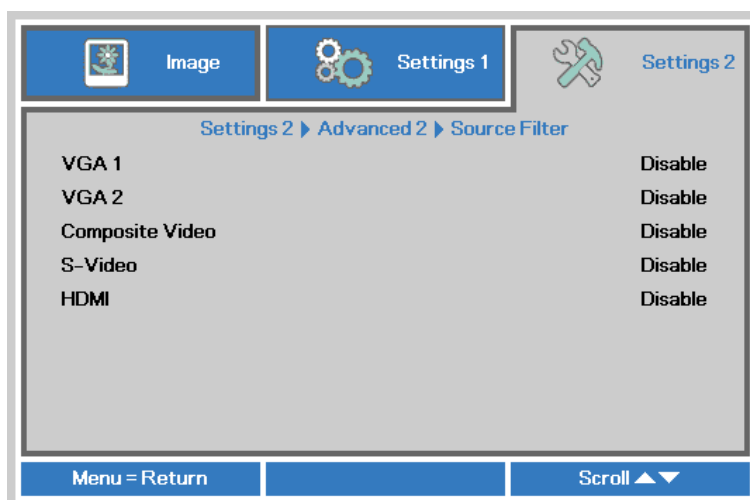 Image
Settings 1
Settings 2
Settings 2 ▶ Advanced 2 ▶ Source Filter
VGA 1 Disable
VGA 2 Disable
Composite Video Disable
S-Video Disable
HDMI Disable
Menu = Return
Scroll ▲▼